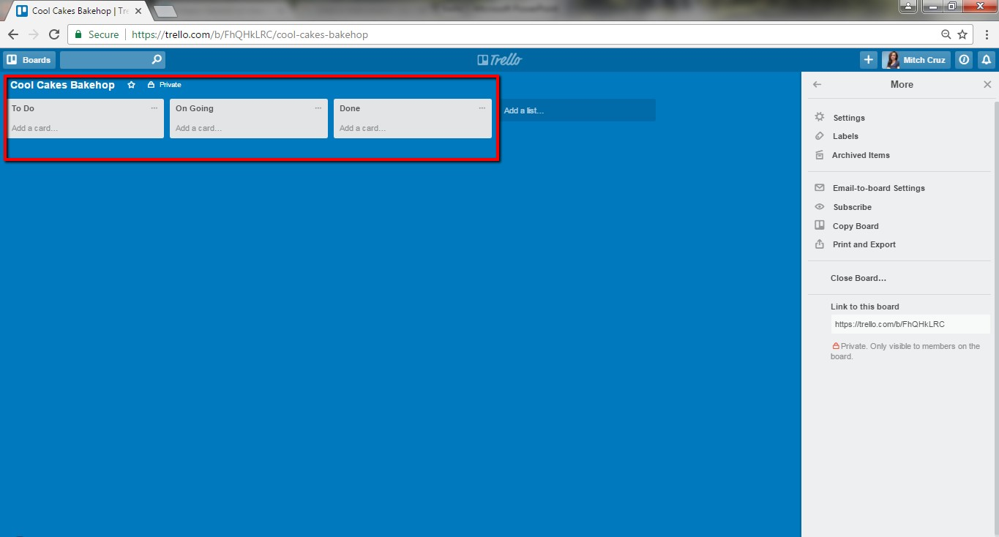 Cool Cakes Bakehop | Tre
Secure https://trello.com/b/FhQHkLRC/cool-cakes-bakehop
Boards
Trello
Mitch Cruz
Cool Cakes Bakehop Private
To Do
Add a card...
On Going
Add a card...
Done
Add a card...
Add a list...
More
Settings
Labels
Archived Items
Email-to-board Settings
Subscribe
Copy Board
Print and Export
Close Board...
Link to this board
https://trello.com/b/FhQHkLRC
Private. Only visible to members on the
board.